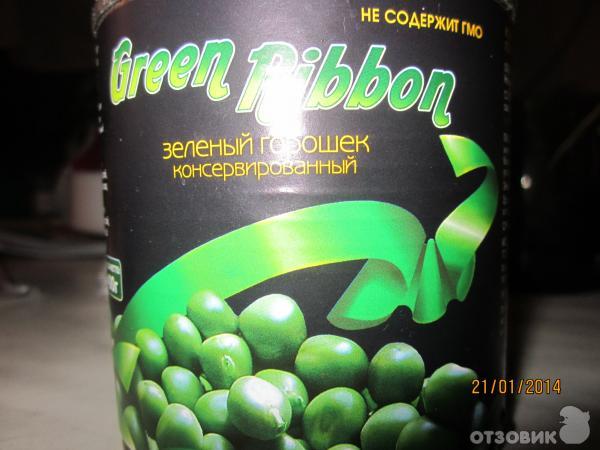 НЕ СОДЕРЖИТ ГМО
Green Ribbon
зеленый горошек
консервированный
21/01/2014
ОТЗОВИК